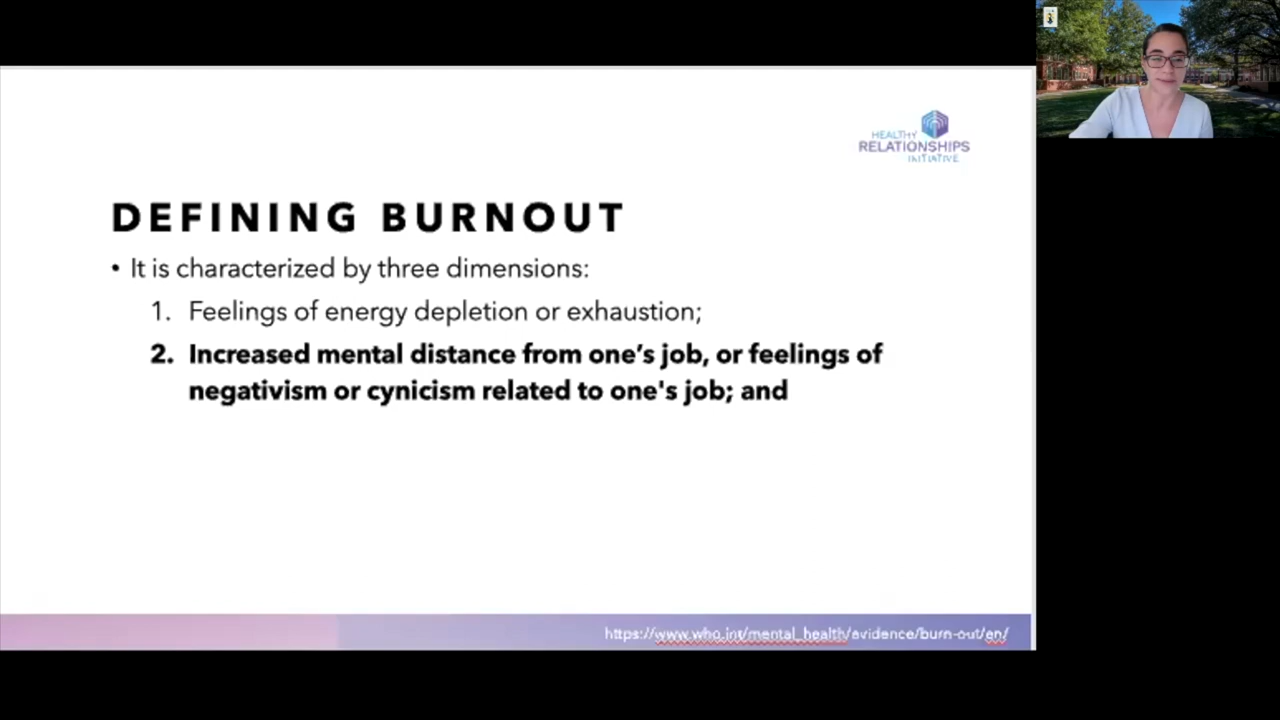 HEALTHY
RELATIONSHIPS
INITIATIVE
DEFINING BURNOUT
• It is characterized by three dimensions:
1. Feelings of energy depletion or exhaustion;
2. Increased mental distance from one’s job, or feelings of
negativism or cynicism related to one's job; and
https://www.who.int/mental_health/evidence/burn-out/en/